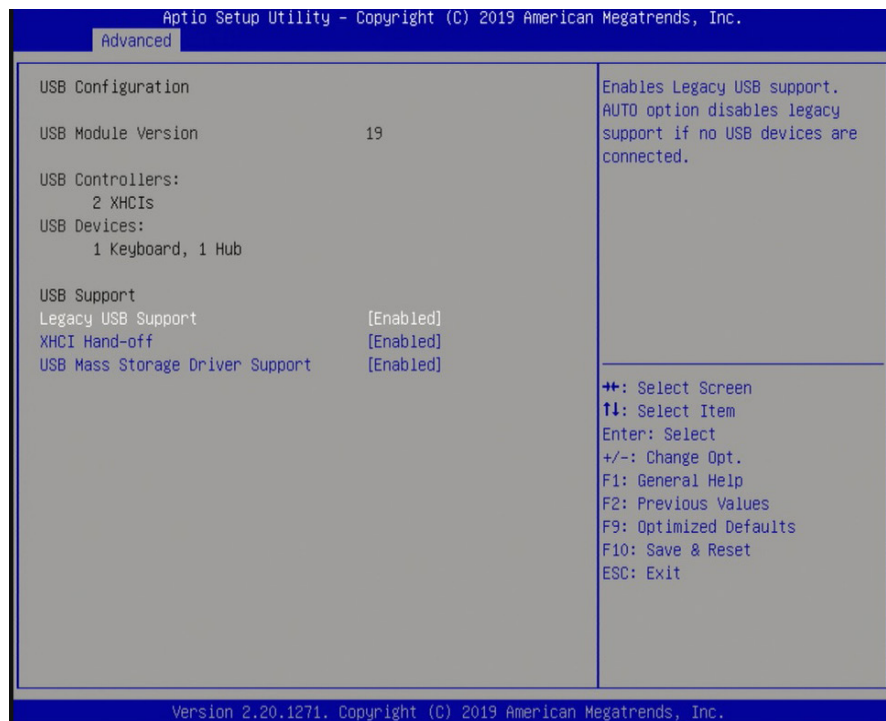 Aptio Setup Utility – Copyright (C) 2019 American Megatrends, Inc.
Advanced
USB Configuration
USB Module Version 19
USB Controllers:
2 XHCIs
USB Devices:
1 Keyboard, 1 Hub
USB Support
Legacy USB Support [Enabled]
XHCI Hand-off [Enabled]
USB Mass Storage Driver Support [Enabled]
Enables Legacy USB support.
AUTO option disables legacy
support if no USB devices are
connected.
→←: Select Screen
↑↓: Select Item
Enter: Select
+/-: Change Opt.
F1: General Help
F2: Previous Values
F9: Optimized Defaults
F10: Save & Reset
ESC: Exit
Version 2.20.1271. Copyright (C) 2019 American Megatrends, Inc.